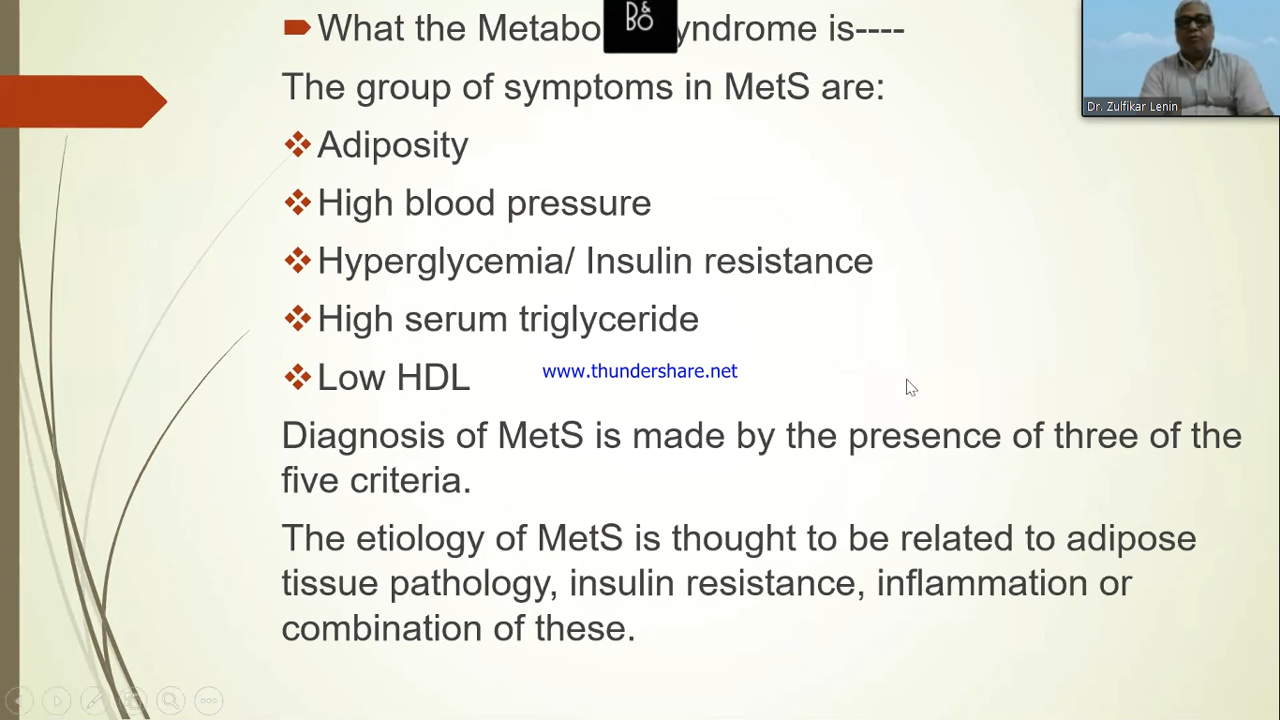 What the Metabo yndrome is----
D&
BO
The group of symptoms in MetS are:
Dr. Zulfikar Lenin
Adiposity
High blood pressure
Hyperglycemia/ Insulin resistance
High serum triglyceride
Low HDL
www.thundershare.net
Diagnosis of MetS is made by the presence of three of the
five criteria.
The etiology of MetS is thought to be related to adipose
tissue pathology, insulin resistance, inflammation or
combination of these.